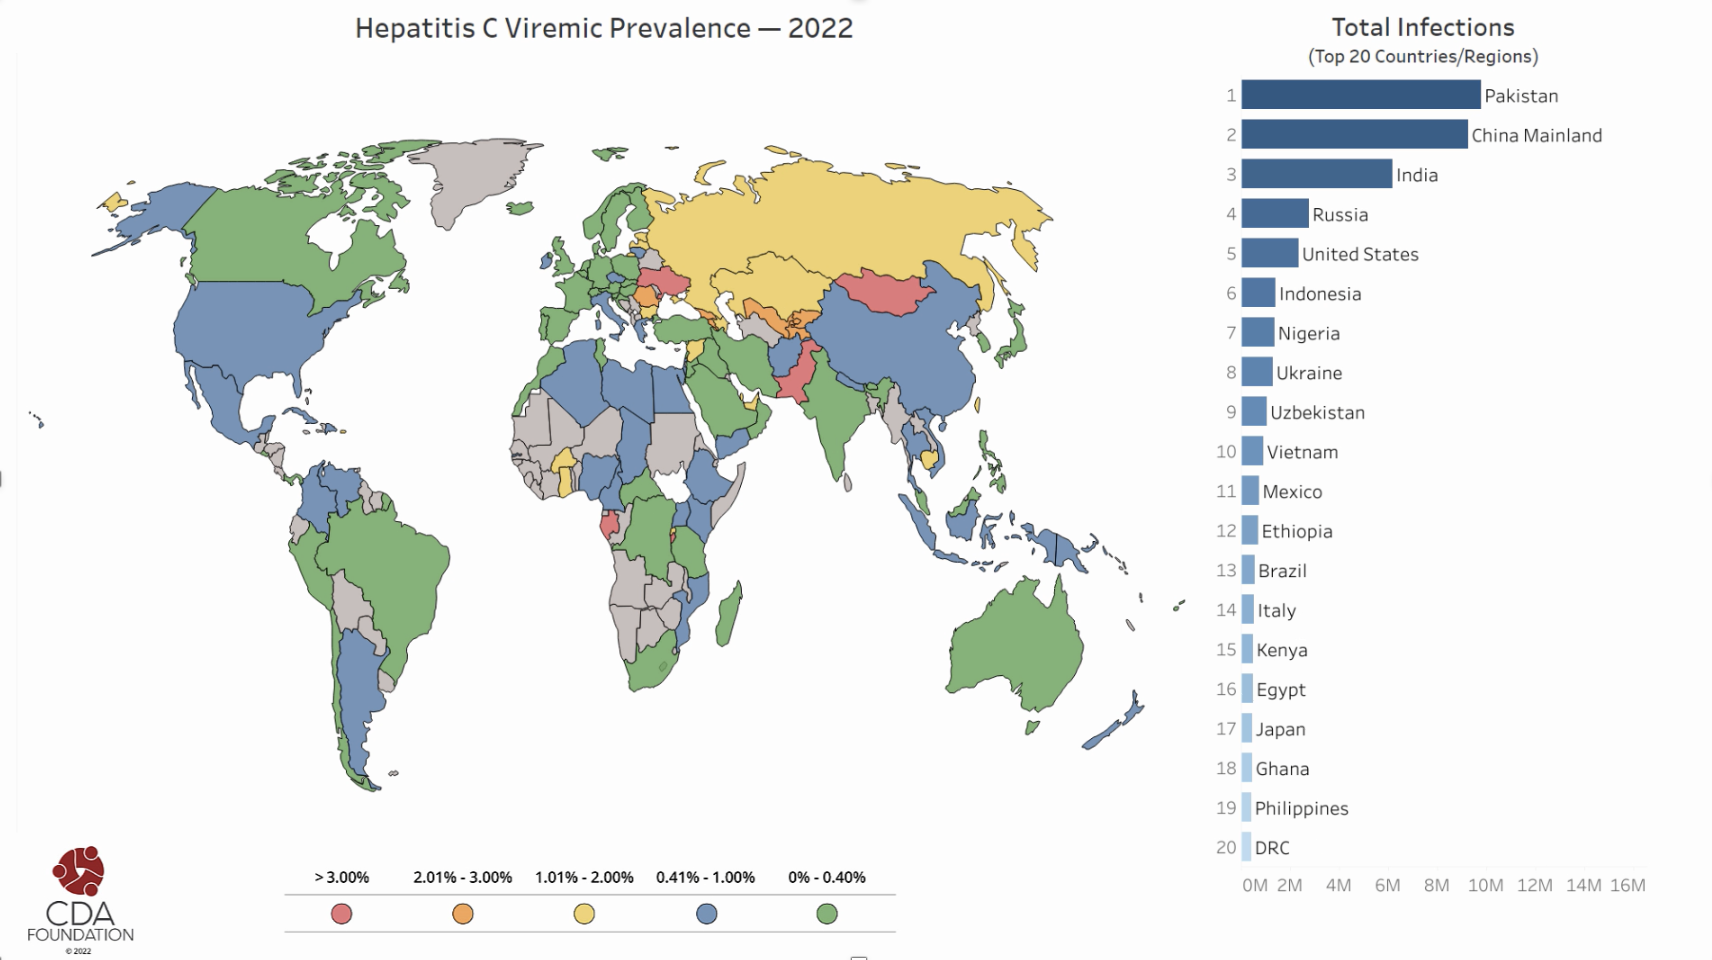 Hepatitis C Viremic Prevalence — 2022
Total Infections
(Top 20 Countries/Regions)
1 Pakistan
2 China Mainland
3 India
4 Russia
5 United States
6 Indonesia
7 Nigeria
8 Ukraine
9 Uzbekistan
10 Vietnam
11 Mexico
12 Ethiopia
13 Brazil
14 Italy
15 Kenya
16 Egypt
17 Japan
18 Ghana
19 Philippines
20 DRC
0M 2M 4M 6M 8M 10M 12M 14M 16M
> 3.00% 2.01% - 3.00% 1.01% - 2.00% 0.41% - 1.00% 0% - 0.40%
CDA
FOUNDATION
© 2022